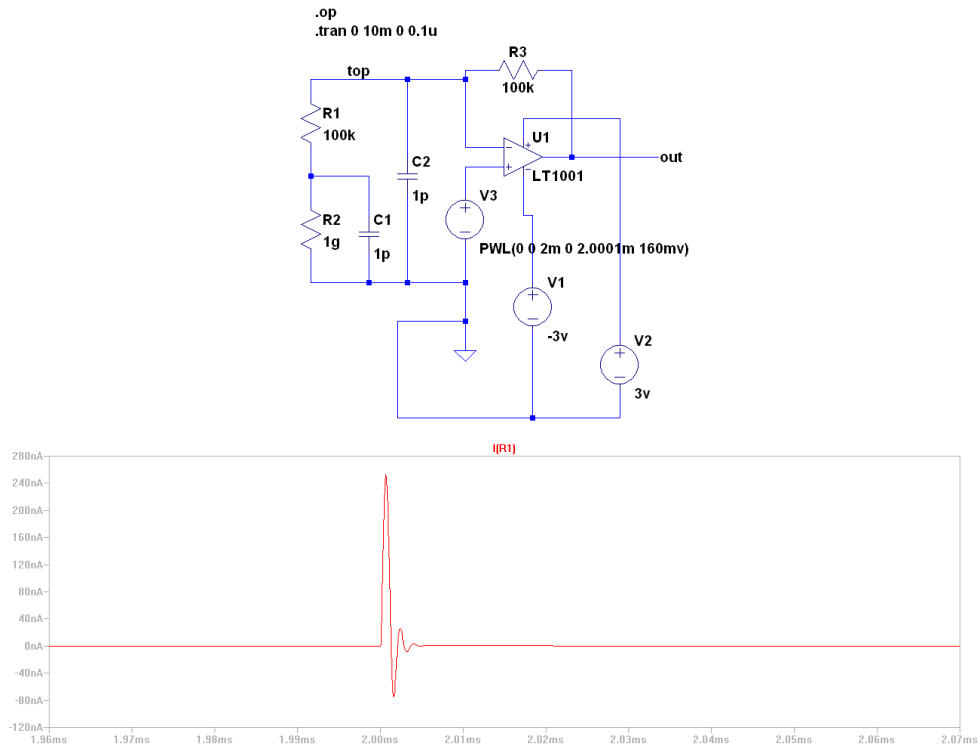 .op
.tran 0 10m 0 0.1u
R3
top
100k
R1
100k
U1
out
C2
LT1001
1p
V3
R2
C1
1g
1p
PWL(0 0 2m 0 2.0001m 160mv)
V1
-3v
V2
3v
I(R1)
280nA
240nA
200nA
160nA
120nA
80nA
40nA
0nA
-40nA
-80nA
-120nA
1.96ms 1.97ms 1.98ms 1.99ms 2.00ms 2.01ms 2.02ms 2.03ms 2.04ms 2.05ms 2.06ms 2.07ms